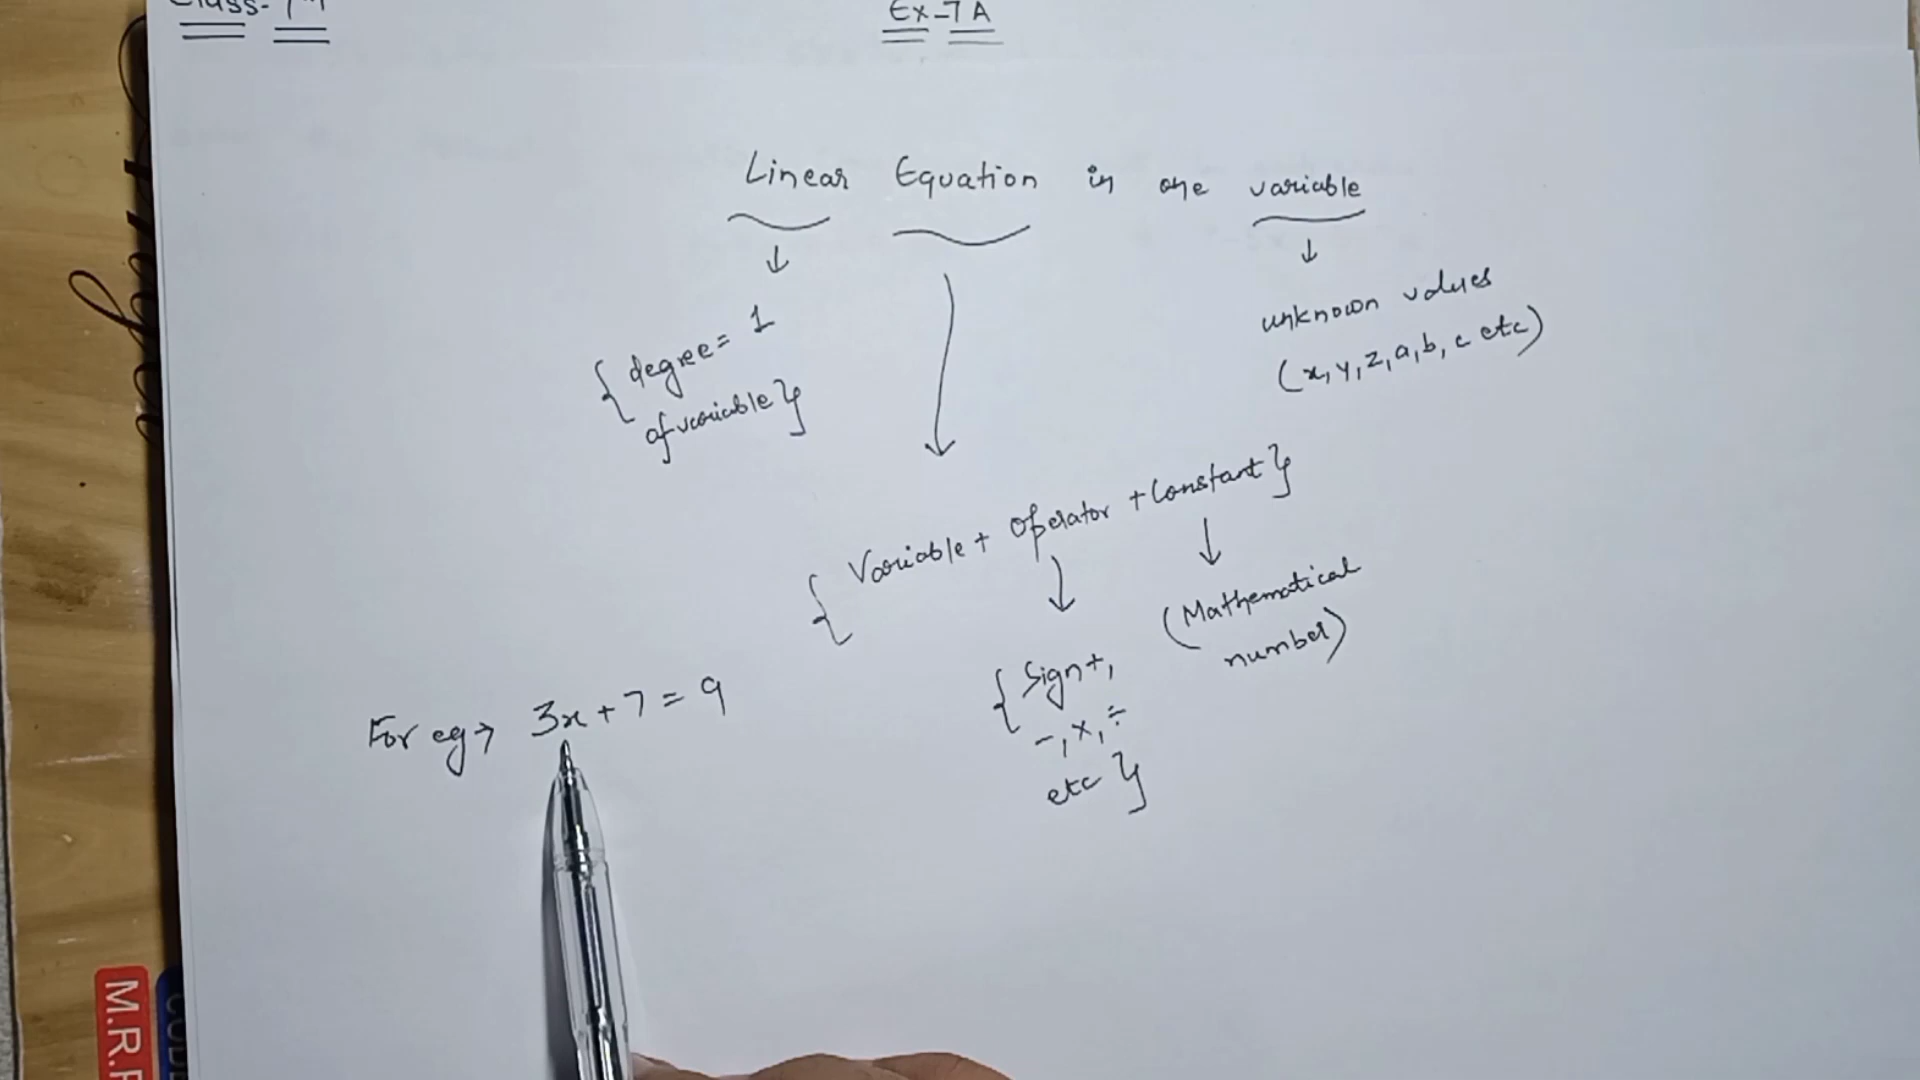 Ex-7A
Linear Equation in one variable
↓ ↓
{degree = 1
of variable}
unknown values
(x, y, z, a, b, c etc)
{Variable + Operator + Constant}
↓ ↓
(Mathematical
number)
{Sign +,
-, x, ÷
etc}
For eg → 3x + 7 = 9
M.R.